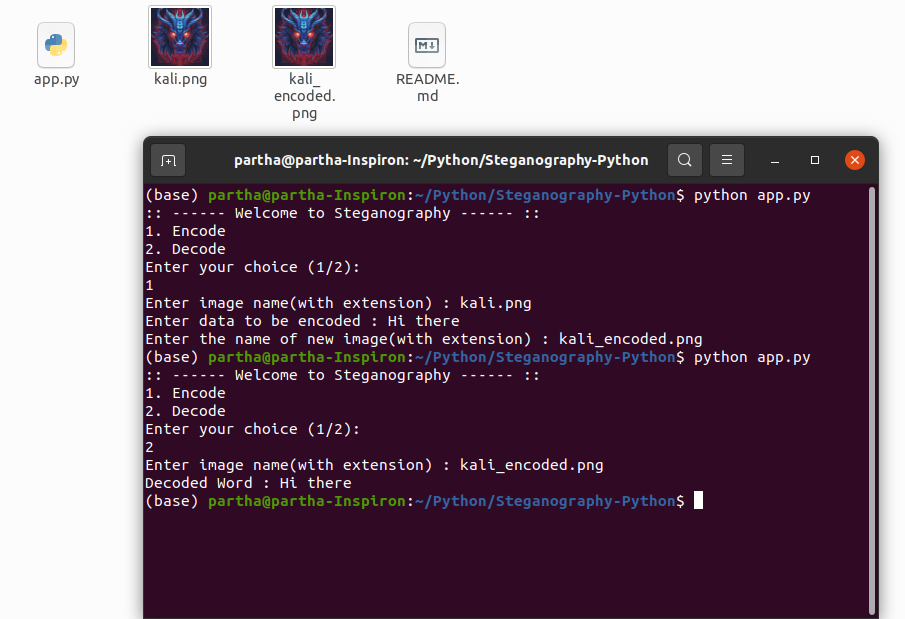 app.py
kali.png
kali_
encoded.
png
README.
md
partha@partha-Inspiron: ~/Python/Steganography-Python
(base) partha@partha-Inspiron:~/Python/Steganography-Python$ python app.py
:: ------ Welcome to Steganography ------ ::
1. Encode
2. Decode
Enter your choice (1/2):
1
Enter image name(with extension) : kali.png
Enter data to be encoded : Hi there
Enter the name of new image(with extension) : kali_encoded.png
(base) partha@partha-Inspiron:~/Python/Steganography-Python$ python app.py
:: ------ Welcome to Steganography ------ ::
1. Encode
2. Decode
Enter your choice (1/2):
2
Enter image name(with extension) : kali_encoded.png
Decoded Word : Hi there
(base) partha@partha-Inspiron:~/Python/Steganography-Python$